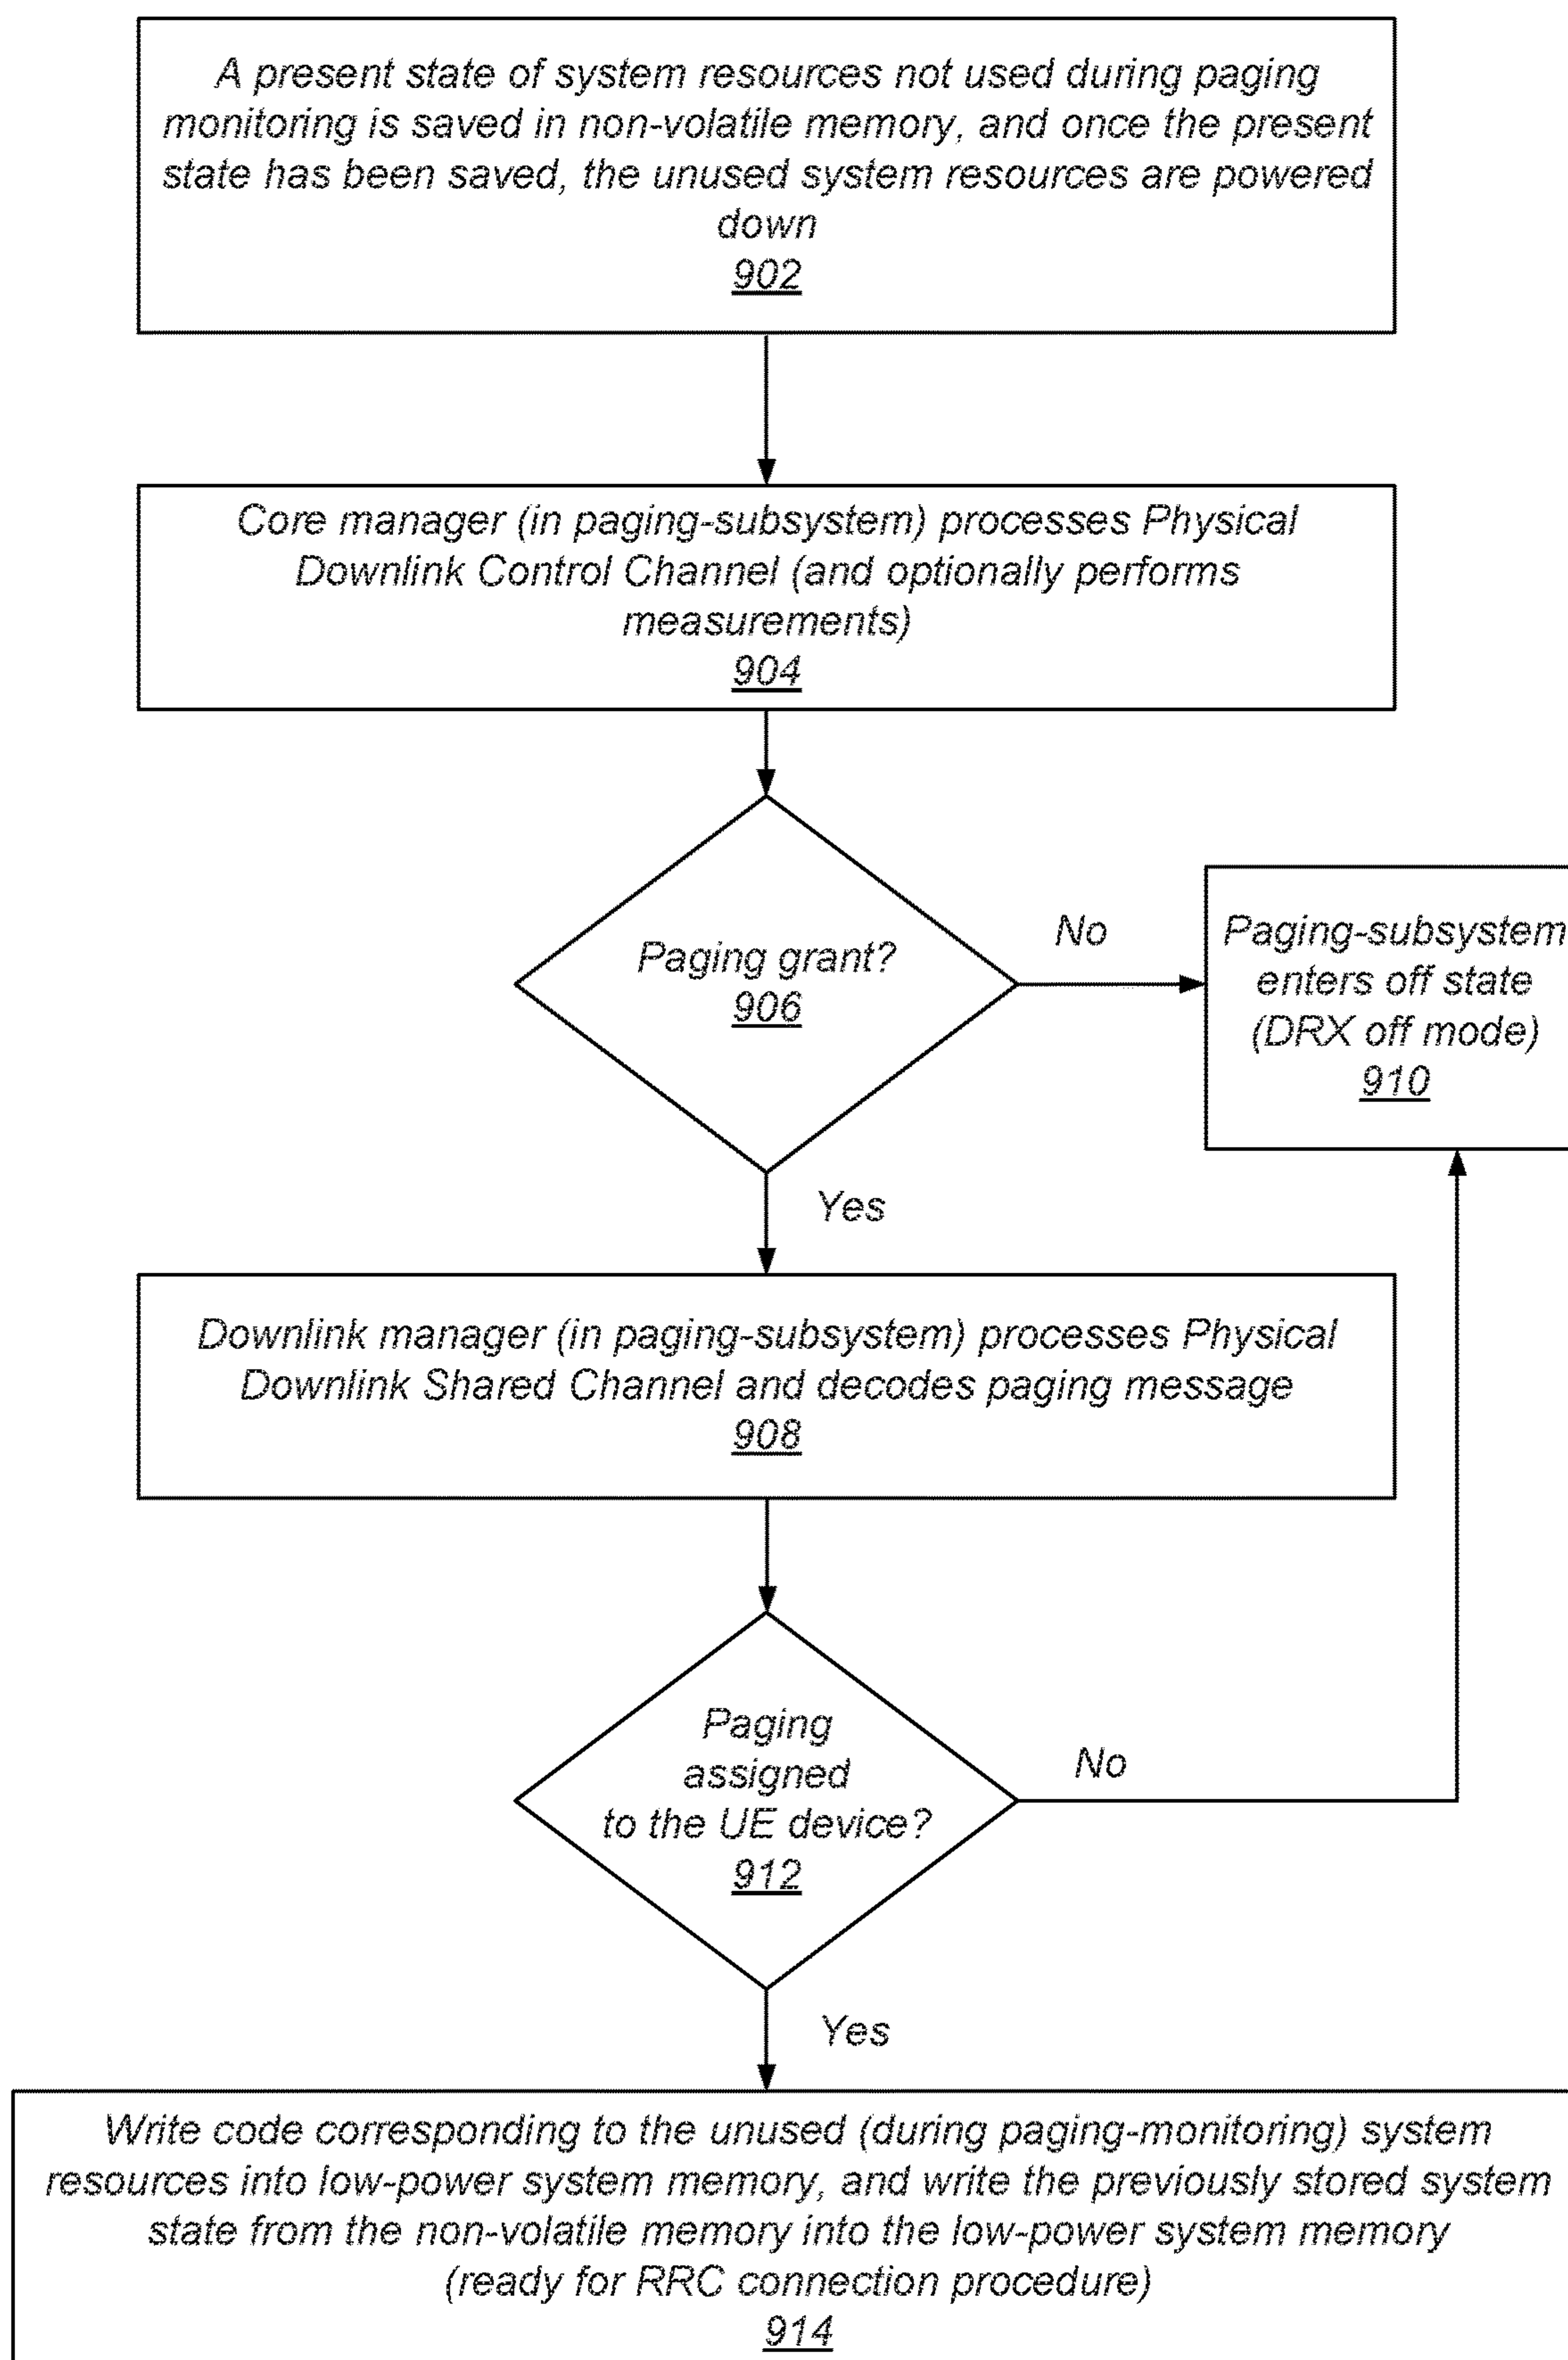 A present state of system resources not used during paging
monitoring is saved in non-volatile memory, and once the present
state has been saved, the unused system resources are powered
down
902
Core manager (in paging-subsystem) processes Physical
Downlink Control Channel (and optionally performs
measurements)
904
Paging grant?
906
No
Paging-subsystem
enters off state
(DRX off mode)
910
Yes
Downlink manager (in paging-subsystem) processes Physical
Downlink Shared Channel and decodes paging message
908
Paging
assigned
to the UE device?
912
No
Yes
Write code corresponding to the unused (during paging-monitoring) system
resources into low-power system memory, and write the previously stored system
state from the non-volatile memory into the low-power system memory
(ready for RRC connection procedure)
914